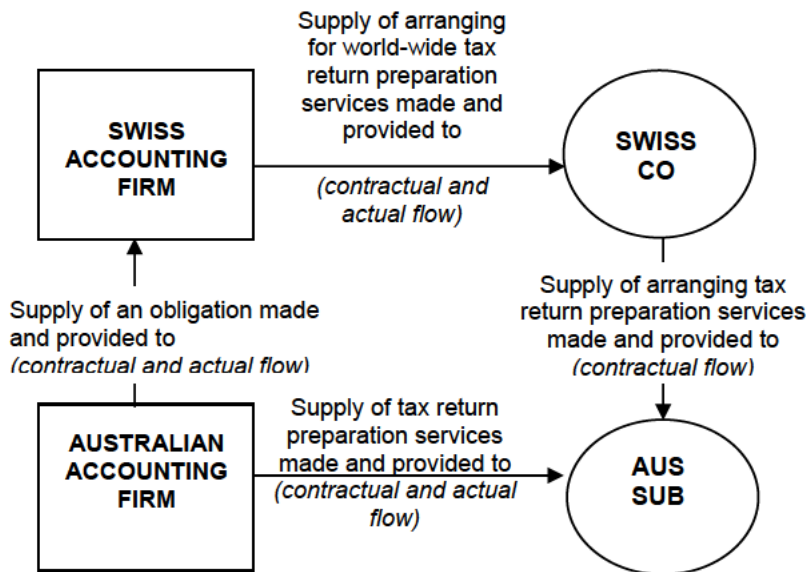 Supply of arranging
for world-wide tax
return preparation
services made and
provided to
SWISS
ACCOUNTING
FIRM
SWISS
CO
(contractual and
actual flow)
Supply of an obligation made
and provided to
(contractual and actual flow)
Supply of arranging tax
return preparation services
made and provided to
(contractual flow)
AUSTRALIAN
ACCOUNTING
FIRM
Supply of tax return
preparation services
made and provided to
(contractual and actual
flow)
AUS
SUB